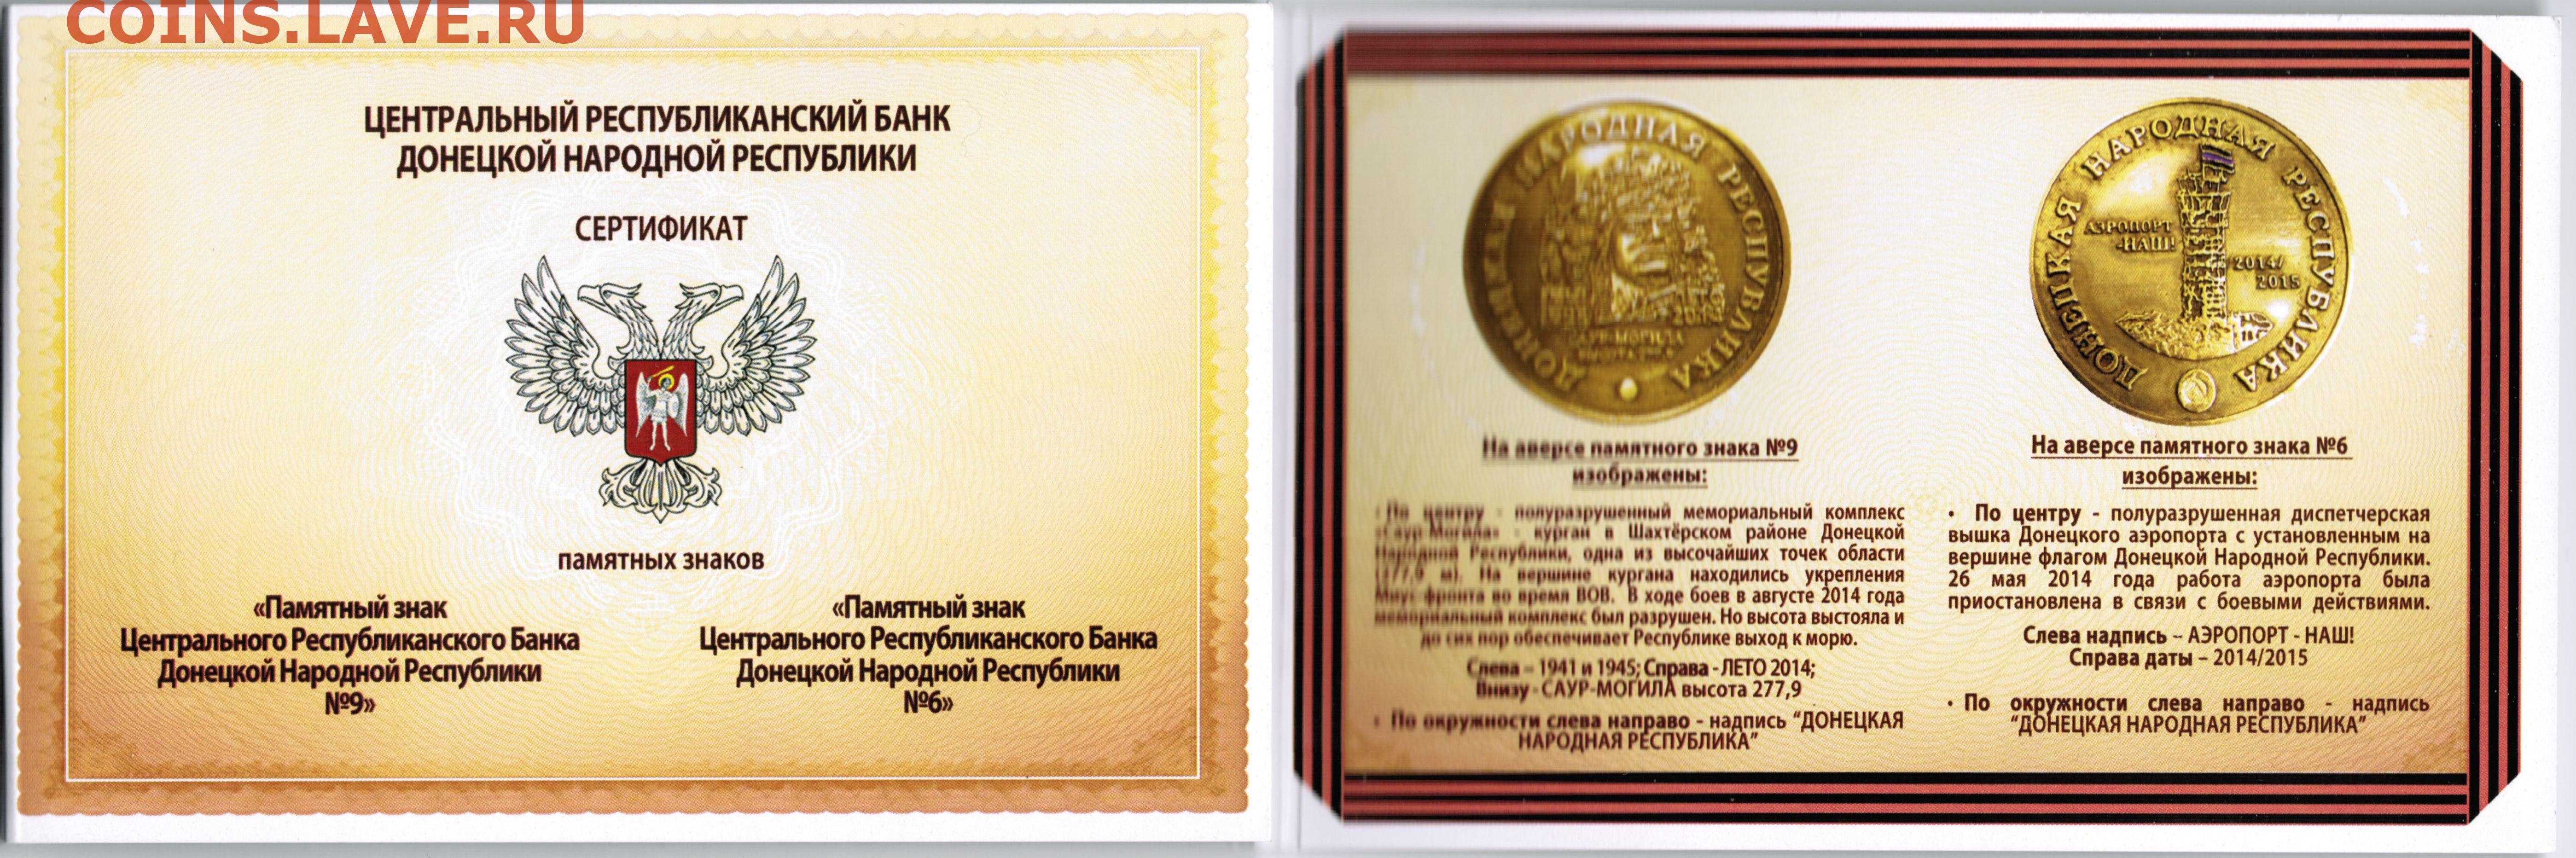 COINS.LAVE.RU
ЦЕНТРАЛЬНЫЙ РЕСПУБЛИКАНСКИЙ БАНК
ДОНЕЦКОЙ НАРОДНОЙ РЕСПУБЛИКИ
СЕРТИФИКАТ
памятных знаков
«Памятный знак
Центрального Республиканского Банка
Донецкой Народной Республики
№9»
«Памятный знак
Центрального Республиканского Банка
Донецкой Народной Республики
№6»
ДОНЕЦКАЯ НАРОДНАЯ РЕСПУБЛИКА
САУР-МОГИЛА
На аверсе памятного знака №9
изображены:
· По центру - полуразрушенный мемориальный комплекс
«Саур-Могила» - курган в Шахтёрском районе Донецкой
Народной Республики, одна из высочайших точек области
(277,9 м). На вершине кургана находились укрепления
Миус-фронта во время ВОВ. В ходе боев в августе 2014 года
мемориальный комплекс был разрушен. Но высота выстояла и
до сих пор обеспечивает Республике выход к морю.
Слева – 1941 и 1945; Справа - ЛЕТО 2014;
Внизу - САУР-МОГИЛА высота 277,9
· По окружности слева направо - надпись “ДОНЕЦКАЯ
НАРОДНАЯ РЕСПУБЛИКА”
ДОНЕЦКАЯ НАРОДНАЯ РЕСПУБЛИКА
АЭРОПОРТ
-НАШ!
2014/
2015
На аверсе памятного знака №6
изображены:
• По центру - полуразрушенная диспетчерская
вышка Донецкого аэропорта с установленным на
вершине флагом Донецкой Народной Республики.
26 мая 2014 года работа аэропорта была
приостановлена в связи с боевыми действиями.
Слева надпись – АЭРОПОРТ - НАШ!
Справа даты – 2014/2015
· По окружности слева направо - надпись
“ДОНЕЦКАЯ НАРОДНАЯ РЕСПУБЛИКА”